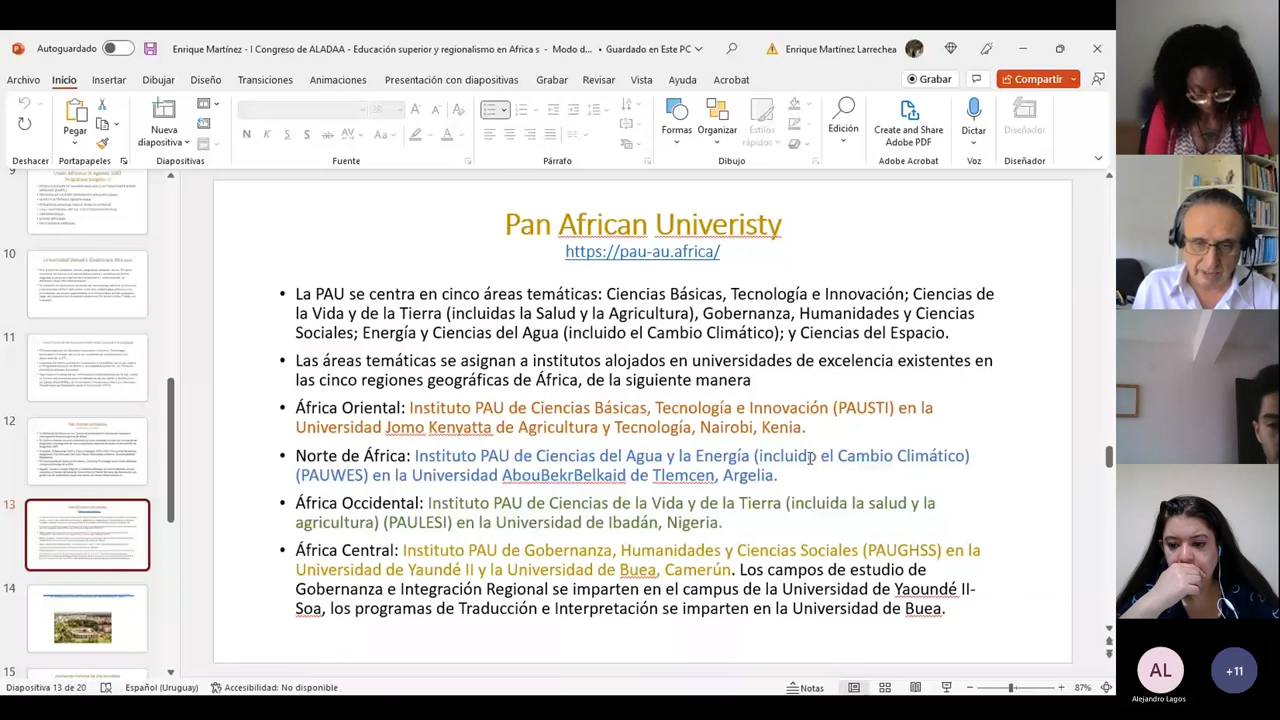 Autoguardado
Enrique Martínez - I Congreso de ALADAA - Educación superior y regionalismo en Africa s - Modo d... • Guardado en Este PC
Enrique Martínez Larrechea
Archivo Inicio Insertar Dibujar Diseño Transiciones Animaciones Presentación con diapositivas Grabar Revisar Vista Ayuda Acrobat
Grabar
Compartir
Pegar
Nueva
diapositiva
Formas
Organizar
Estilos
rápidos
Edición
Create and Share
Adobe PDF
Dictar
Diseñador
Deshacer
Portapapeles
Diapositivas
Fuente
Párrafo
Dibujo
Adobe Acrobat
Voz
Diseñador
9
10
11
12
13
14
15
Pan African Univeristy
https://pau-au.africa/
• La PAU se centra en cinco áreas temáticas: Ciencias Básicas, Tecnología e Innovación; Ciencias de
la Vida y de la Tierra (incluidas la Salud y la Agricultura), Gobernanza, Humanidades y Ciencias
Sociales; Energía y Ciencias del Agua (incluido el Cambio Climático); y Ciencias del Espacio.
• Las áreas temáticas se asignan a institutos alojados en universidades de excelencia existentes en
las cinco regiones geográficas de África, de la siguiente manera
• África Oriental: Instituto PAU de Ciencias Básicas, Tecnología e Innovación (PAUSTI) en la
Universidad Jomo Kenyatta de Agricultura y Tecnología, Nairobi, Kenia.
• Norte de África: Instituto PAU de Ciencias del Agua y la Energía(incluido el Cambio Climático)
(PAUWES) en la Universidad AbouBekrBelkaid de Tlemcen, Argelia.
• África Occidental: Instituto PAU de Ciencias de la Vida y de la Tierra (incluida la salud y la
agricultura) (PAULESI) en la Universidad de Ibadán, Nigeria.
• África Central: Instituto PAU de Gobernanza, Humanidades y Ciencias Sociales (PAUGHSS) en la
Universidad de Yaundé II y la Universidad de Buea, Camerún. Los campos de estudio de
Gobernanza e Integración Regional se imparten en el campus de la Universidad de Yaoundé II-
Soa, los programas de Traducción e Interpretación se imparten en la Universidad de Buea.
Diapositiva 13 de 20
Español (Uruguay)
Accesibilidad: No disponible
Notas
87%
AL
Alejandro Lagos
+11